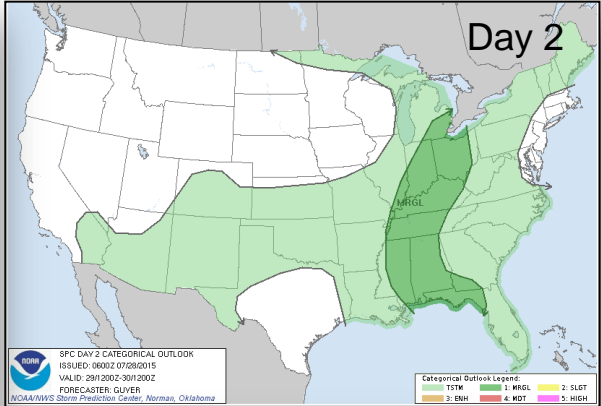 Day 2
MRGL
NOAA
SPC DAY 2 CATEGORICAL OUTLOOK
ISSUED: 0600Z 07/28/2015
VALID: 29/1200Z-30/1200Z
FORECASTER: GUYER
NOAA/NWS Storm Prediction Center, Norman, Oklahoma
Categorical Outlook Legend:
TSTM 1: MRGL 2: SLGT
3: ENH 4: MDT 5: HIGH